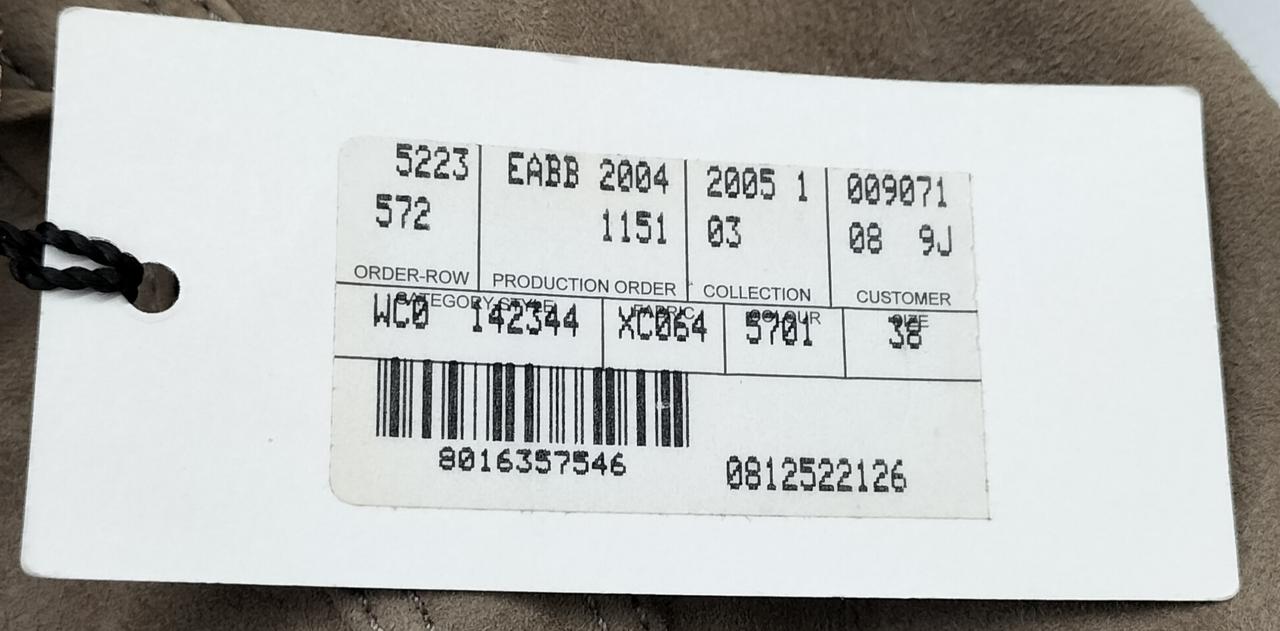 5223 EABB 2004 2005 1 009071
572 1151 03 08 9J
ORDER-ROW PRODUCTION ORDER COLLECTION CUSTOMER
CATEGORY STYLE FABRIC COLOUR SIZE
WC0 142344 XC064 5701 38
8016357546 0812522126